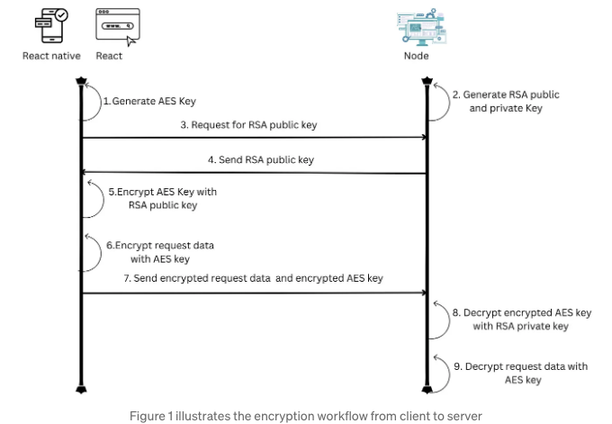 www.
React native
React
Node
1.Generate AES Key
2. Generate RSA public
and private Key
3. Request for RSA public key
4. Send RSA public key
5.Encrypt AES Key with
RSA public key
6.Encrypt request data
with AES key
7. Send encrypted request data and encrypted AES key
8. Decrypt encrypted AES key
with RSA private key
9. Decrypt request data with
AES key
Figure 1 illustrates the encryption workflow from client to server